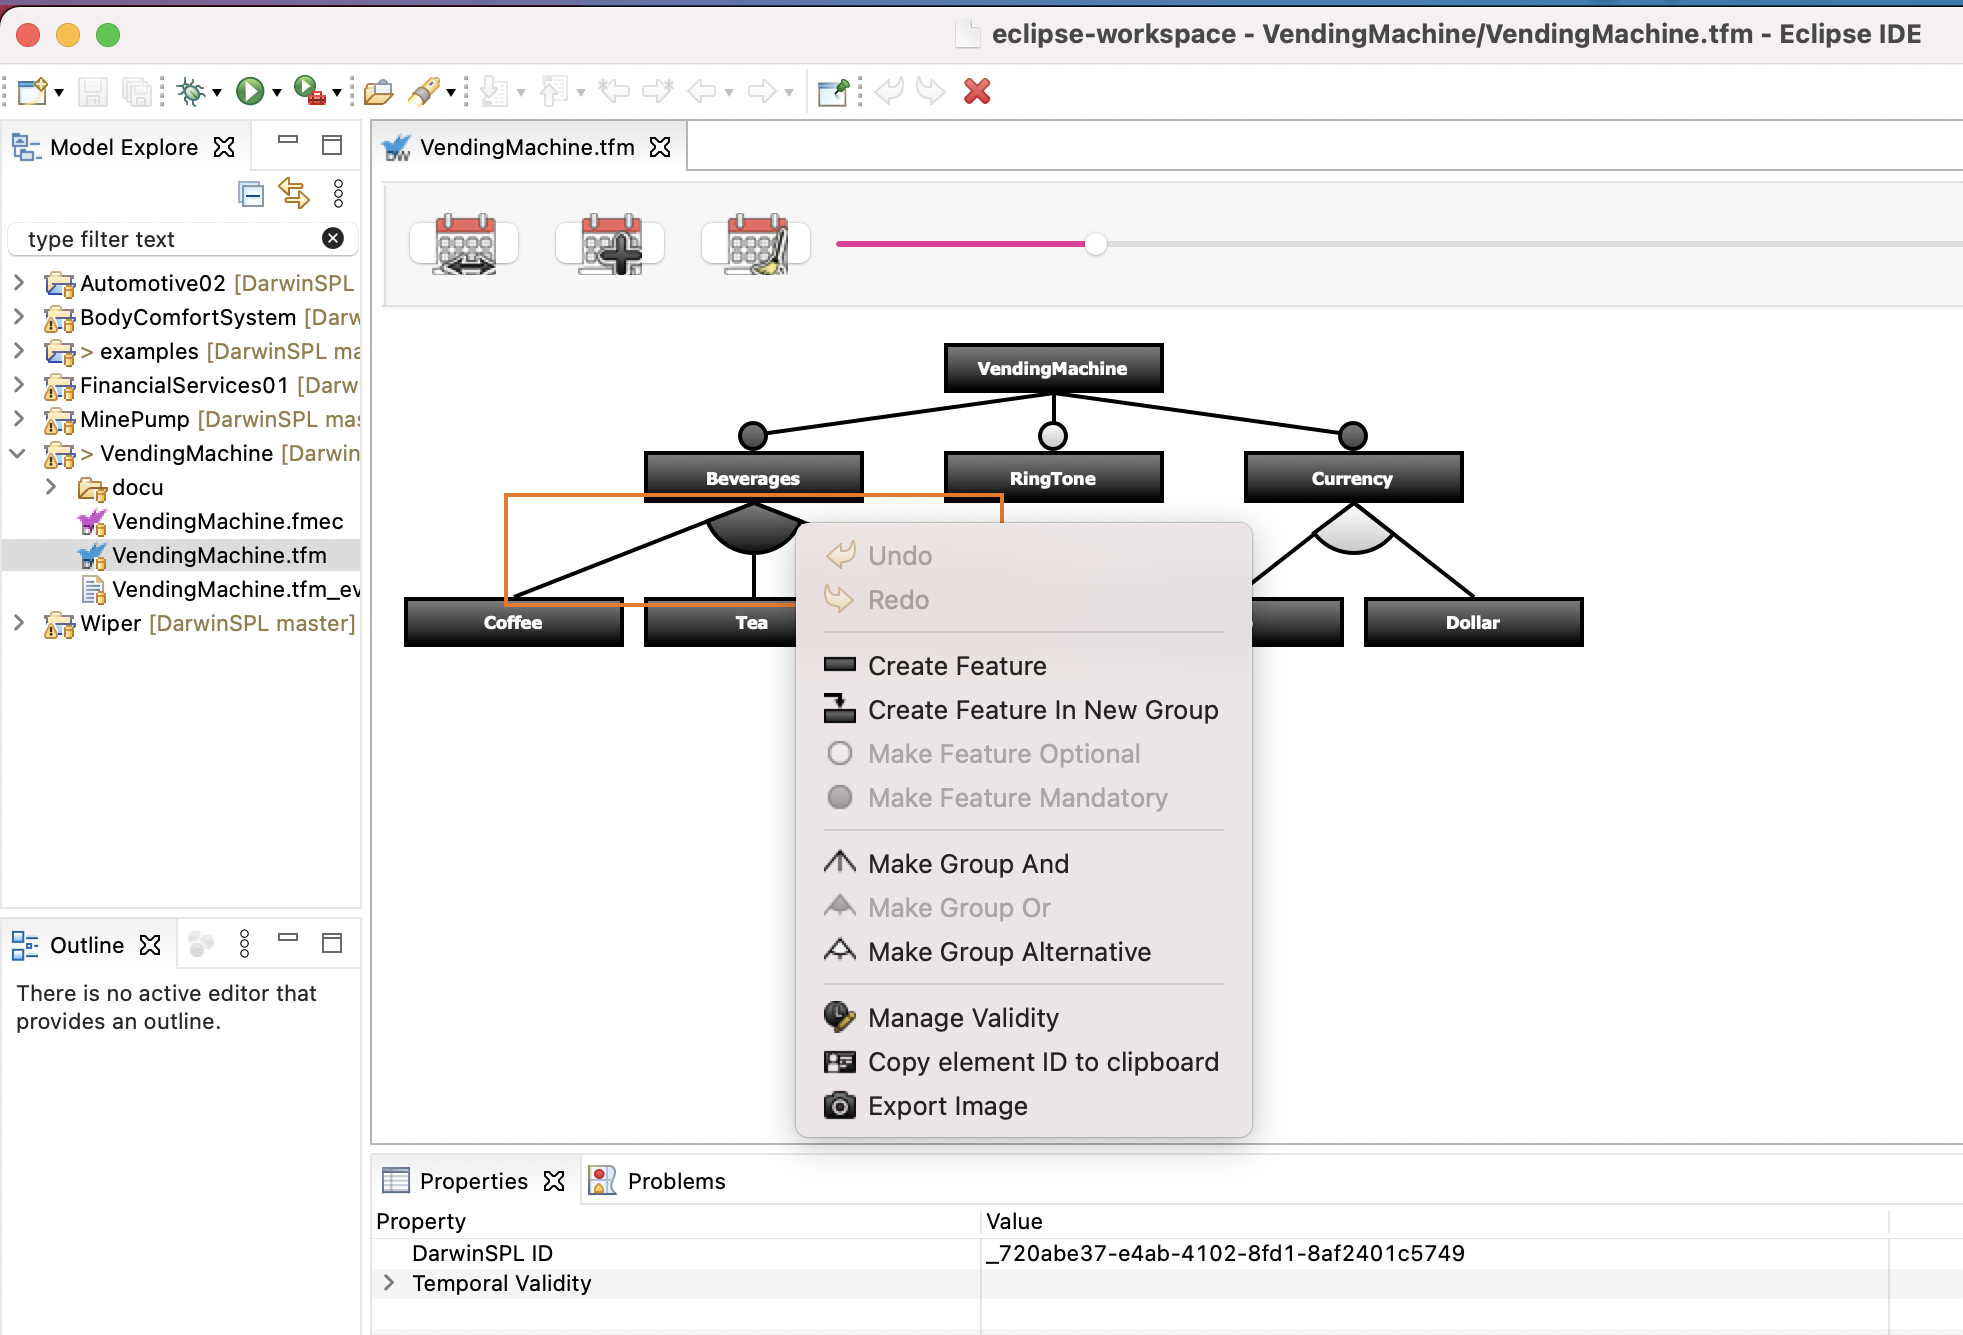 eclipse-workspace - VendingMachine/VendingMachine.tfm - Eclipse IDE
Model Explore
VendingMachine.tfm
type filter text
Automotive02 [DarwinSPL
BodyComfortSystem [Darw
> examples [DarwinSPL ma
FinancialServices01 [Darw
MinePump [DarwinSPL mas
> VendingMachine [Darwin
docu
VendingMachine.fmec
VendingMachine.tfm
VendingMachine.tfm_ev
Wiper [DarwinSPL master]
VendingMachine
Beverages
RingTone
Currency
Coffee
Tea
Dollar
Undo
Redo
Create Feature
Create Feature In New Group
Make Feature Optional
Make Feature Mandatory
Make Group And
Make Group Or
Make Group Alternative
Manage Validity
Copy element ID to clipboard
Export Image
Outline
There is no active editor that
provides an outline.
Properties
Problems
Property
Value
DarwinSPL ID
_720abe37-e4ab-4102-8fd1-8af2401c5749
Temporal Validity